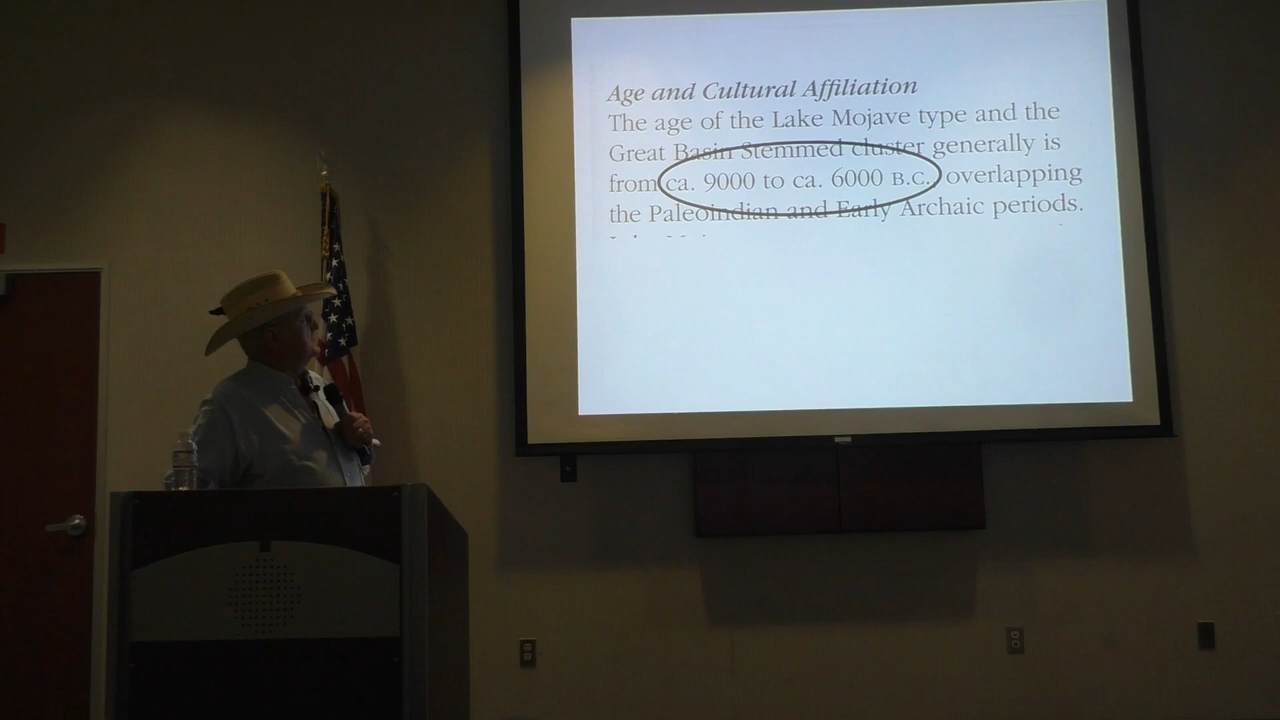 Age and Cultural Affiliation
The age of the Lake Mojave type and the
Great Basin Stemmed cluster generally is
from ca. 9000 to ca. 6000 B.C., overlapping
the Paleoindian and Early Archaic periods.